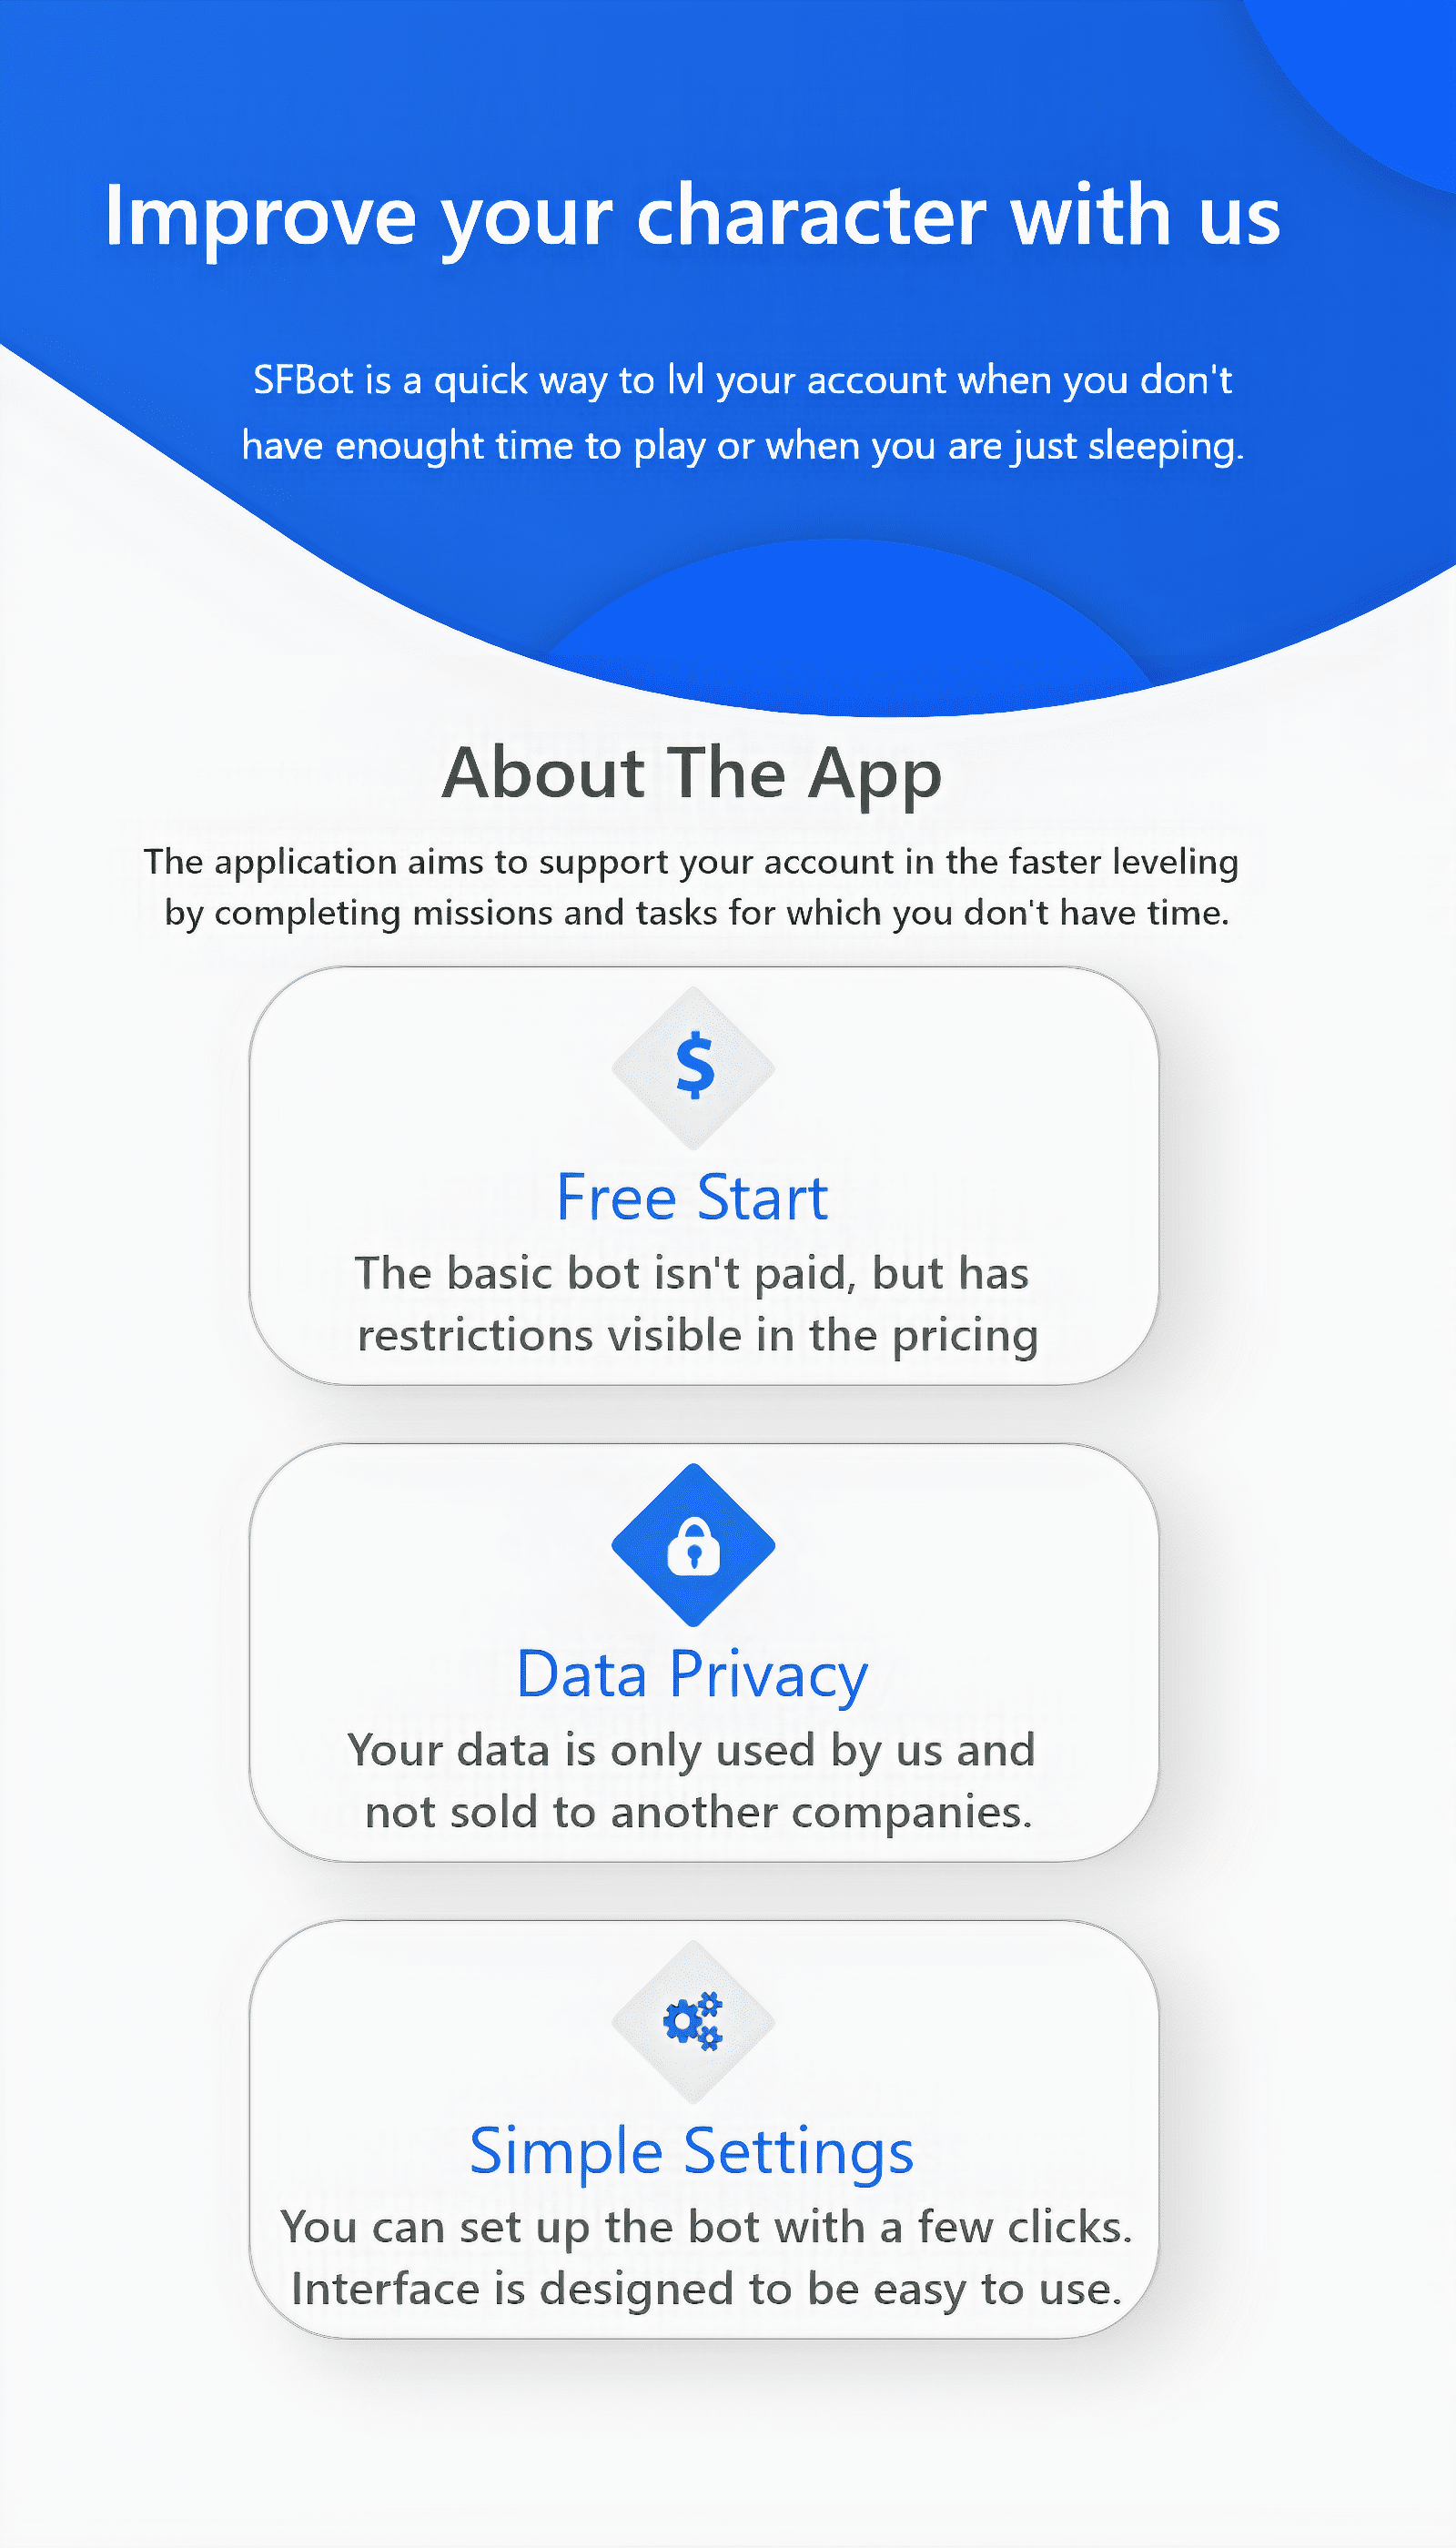 Improve your character with us
SFBot is a quick way to lvl your account when you don't
have enought time to play or when you are just sleeping.
About The App
The application aims to support your account in the faster leveling
by completing missions and tasks for which you don't have time.
$
Free Start
The basic bot isn't paid, but has
restrictions visible in the pricing
Data Privacy
Your data is only used by us and
not sold to another companies.
Simple Settings
You can set up the bot with a few clicks.
Interface is designed to be easy to use.